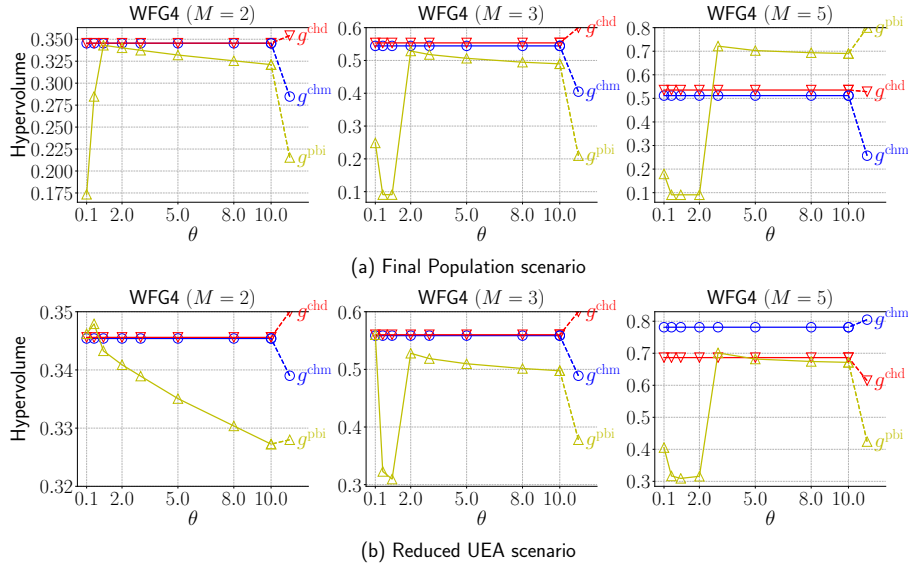 WFG4 (M = 2)
WFG4 (M = 3)
WFG4 (M = 5)
Hypervolume
0.350
0.325
0.300
0.275
0.250
0.225
0.200
0.175
g^chd
g^chm
g^pbi
0.1 2.0 5.0 8.0 10.0
θ
0.6
0.5
0.4
0.3
0.2
0.1
g^chd
g^chm
g^pbi
0.1 2.0 5.0 8.0 10.0
θ
0.8
0.7
0.6
0.5
0.4
0.3
0.2
0.1
g^pbi
g^chd
g^chm
0.1 2.0 5.0 8.0 10.0
θ
(a) Final Population scenario
WFG4 (M = 2)
WFG4 (M = 3)
WFG4 (M = 5)
Hypervolume
0.35
0.34
0.33
0.32
g^chd
g^chm
g^pbi
0.1 2.0 5.0 8.0 10.0
θ
0.6
0.5
0.4
0.3
g^chd
g^chm
g^pbi
0.1 2.0 5.0 8.0 10.0
θ
0.8
0.7
0.6
0.5
0.4
0.3
g^chm
g^chd
g^pbi
0.1 2.0 5.0 8.0 10.0
θ
(b) Reduced UEA scenario